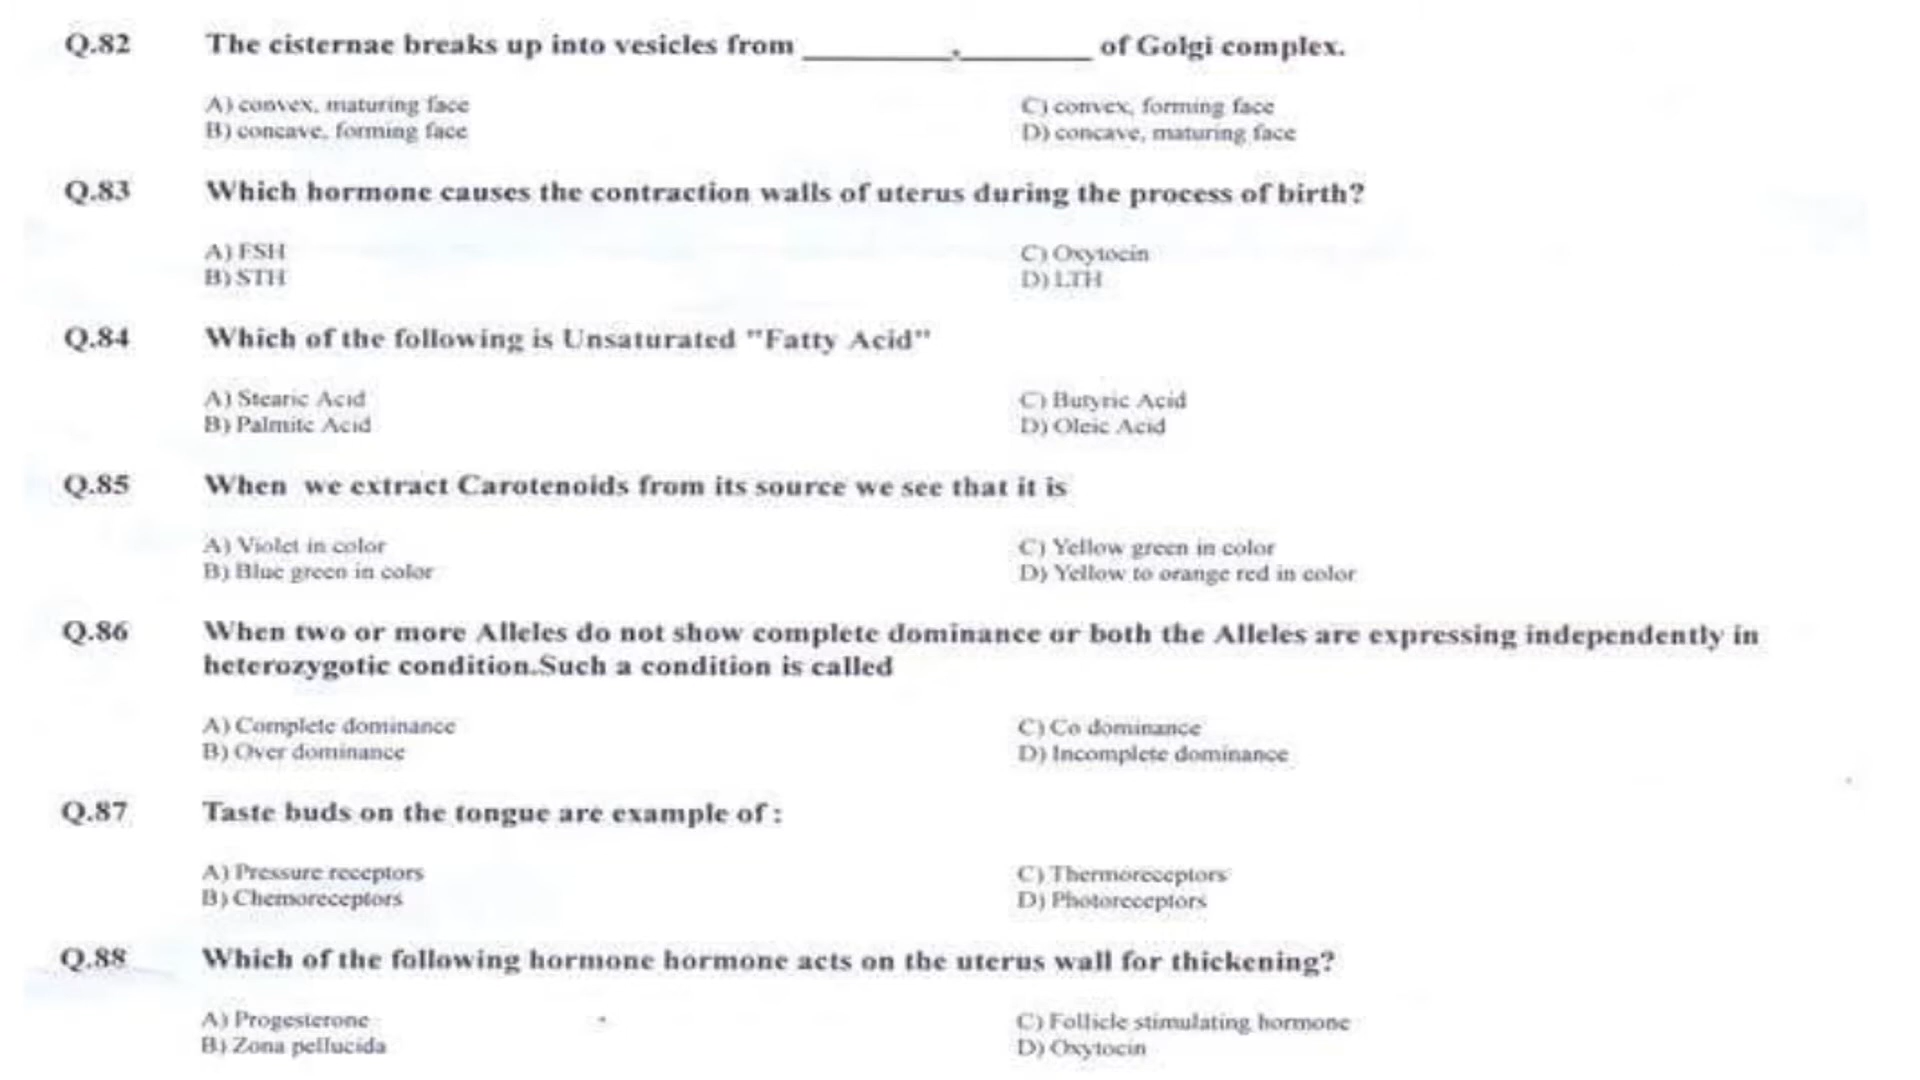 Q.82 The cisternae breaks up into vesicles from __________,__________ of Golgi complex.
A) convex, maturing face C) convex, forming face
B) concave, forming face D) concave, maturing face
Q.83 Which hormone causes the contraction walls of uterus during the process of birth?
A) FSH C) Oxytocin
B) STH D) LTH
Q.84 Which of the following is Unsaturated "Fatty Acid"
A) Stearic Acid C) Butyric Acid
B) Palmitc Acid D) Oleic Acid
Q.85 When we extract Carotenoids from its source we see that it is
A) Violet in color C) Yellow green in color
B) Blue green in color D) Yellow to orange red in color
Q.86 When two or more Alleles do not show complete dominance or both the Alleles are expressing independently in
heterozygotic condition.Such a condition is called
A) Complete dominance C) Co dominance
B) Over dominance D) Incomplete dominance
Q.87 Taste buds on the tongue are example of :
A) Pressure receptors C) Thermoreceptors
B) Chemoreceptors D) Photoreceptors
Q.88 Which of the following hormone hormone acts on the uterus wall for thickening?
A) Progesterone C) Follicle stimulating hormone
B) Zona pellucida D) Oxytocin